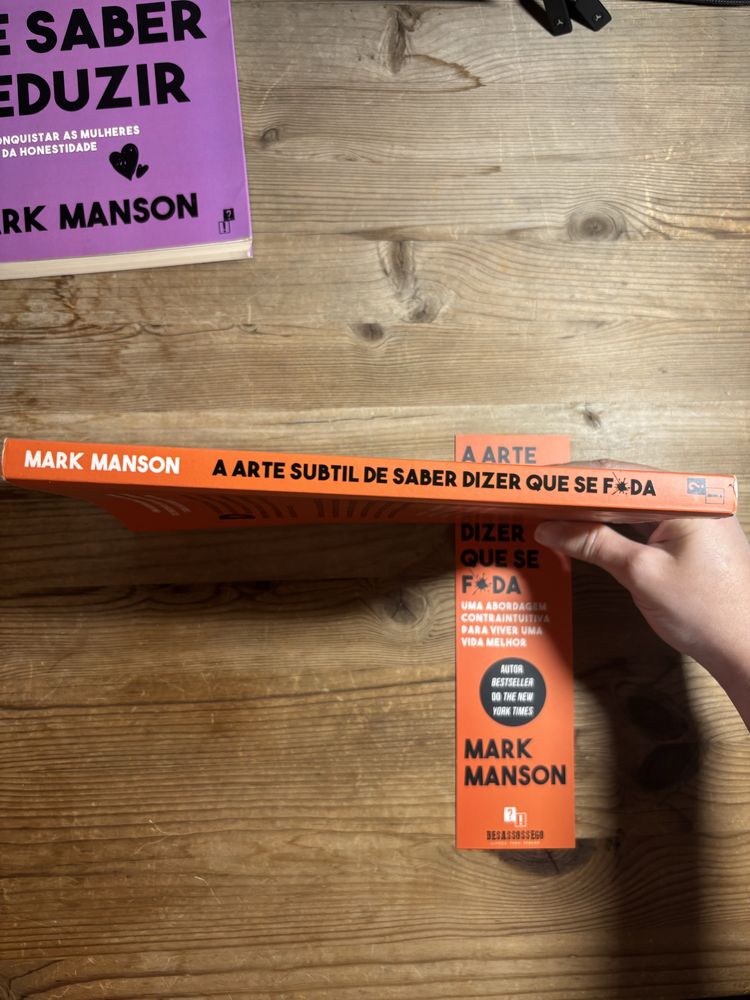 E SABER
EDUZIR
ONQUISTAR AS MULHERES
DA HONESTIDADE
ARK MANSON
MARK MANSON A ARTE SUBTIL DE SABER DIZER QUE SE F*DA
A ARTE
DIZER
QUE SE
F*DA
UMA ABORDAGEM
CONTRAINTUITIVA
PARA VIVER UMA
VIDA MELHOR
AUTOR
BESTSELLER
DO THE NEW
YORK TIMES
MARK
MANSON
DESASSOSSEGO